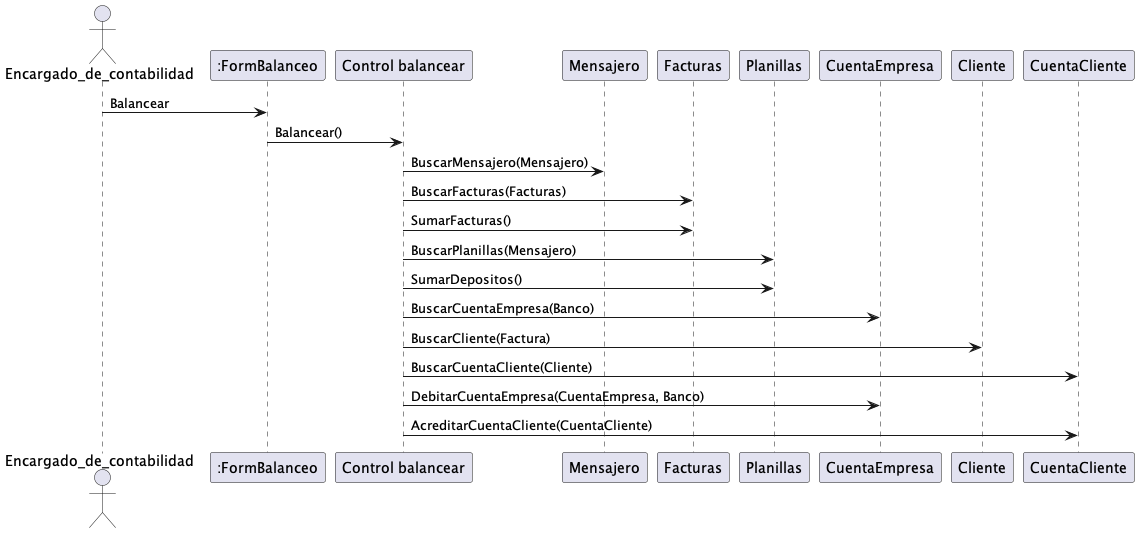 Encargado_de_contabilidad
:FormBalanceo
Control balancear
Mensajero
Facturas
Planillas
CuentaEmpresa
Cliente
CuentaCliente
Balancear
Balancear()
BuscarMensajero(Mensajero)
BuscarFacturas(Facturas)
SumarFacturas()
BuscarPlanillas(Mensajero)
SumarDepositos()
BuscarCuentaEmpresa(Banco)
BuscarCliente(Factura)
BuscarCuentaCliente(Cliente)
DebitarCuentaEmpresa(CuentaEmpresa, Banco)
AcreditarCuentaCliente(CuentaCliente)
Encargado_de_contabilidad
:FormBalanceo
Control balancear
Mensajero
Facturas
Planillas
CuentaEmpresa
Cliente
CuentaCliente